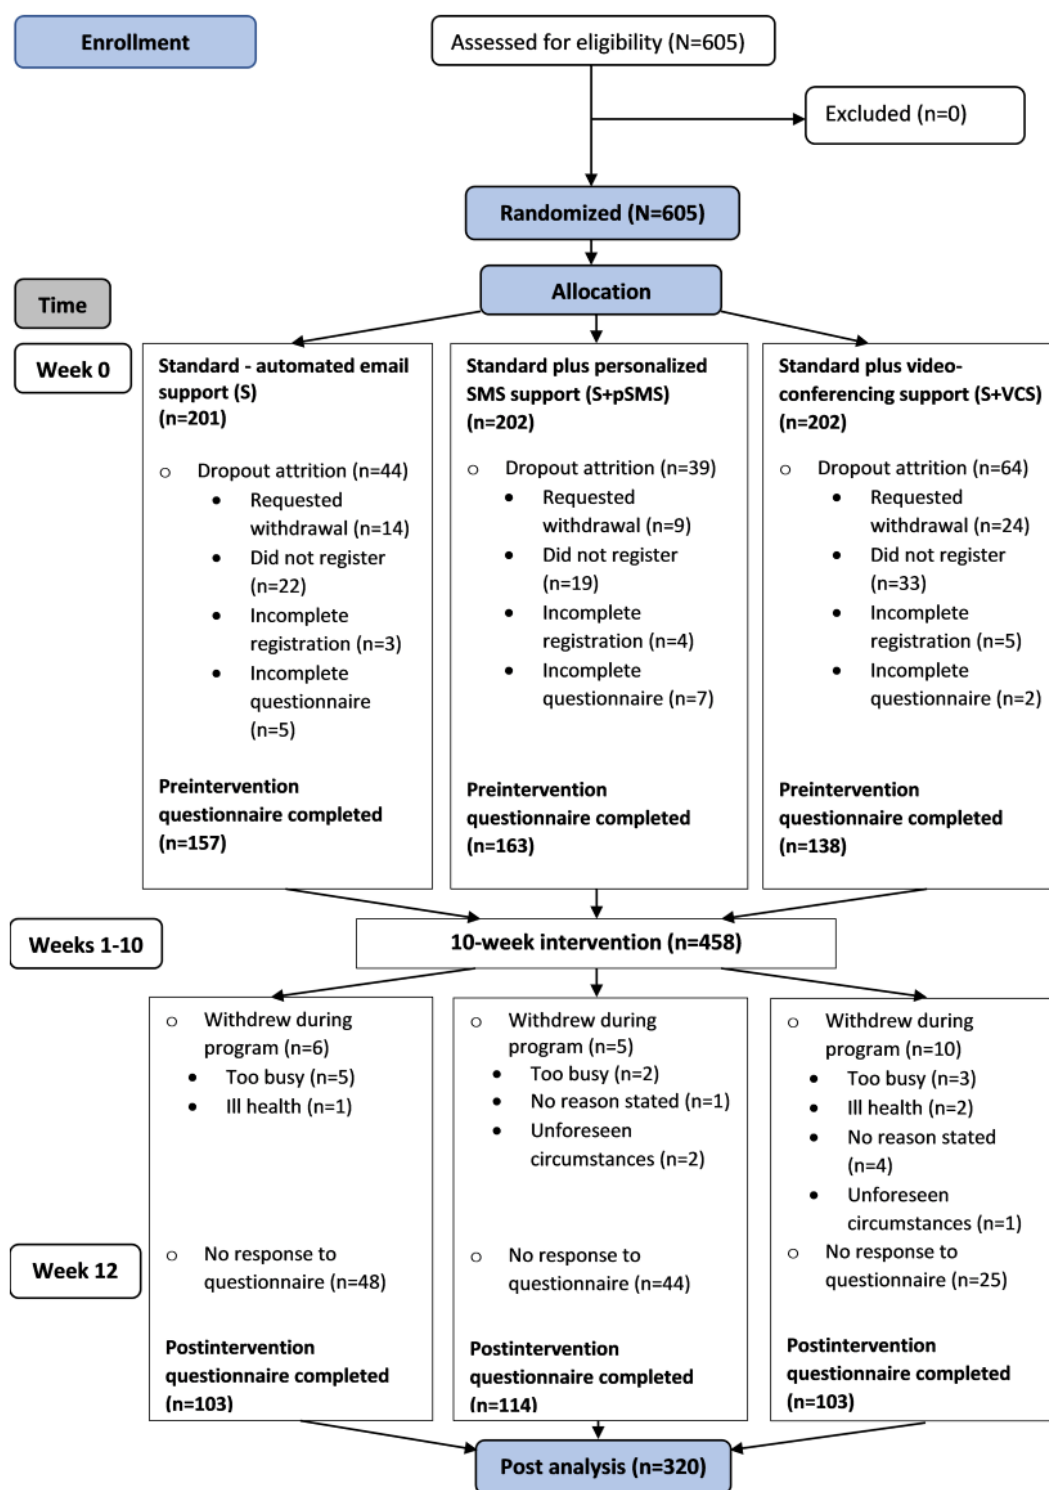 Enrollment
Assessed for eligibility (N=605)
Excluded (n=0)
Randomized (N=605)
Time
Allocation
Week 0
Standard - automated email
support (S)
(n=201)
o Dropout attrition (n=44)
• Requested
withdrawal (n=14)
• Did not register
(n=22)
• Incomplete
registration (n=3)
• Incomplete
questionnaire
(n=5)
Preintervention
questionnaire completed
(n=157)
Standard plus personalized
SMS support (S+pSMS)
(n=202)
o Dropout attrition (n=39)
• Requested
withdrawal (n=9)
• Did not register
(n=19)
• Incomplete
registration (n=4)
• Incomplete
questionnaire (n=7)
Preintervention
questionnaire completed
(n=163)
Standard plus video-
conferencing support (S+VCS)
(n=202)
o Dropout attrition (n=64)
• Requested
withdrawal (n=24)
• Did not register
(n=33)
• Incomplete
registration (n=5)
• Incomplete
questionnaire (n=2)
Preintervention
questionnaire completed
(n=138)
Weeks 1-10
10-week intervention (n=458)
o Withdrew during
program (n=6)
• Too busy (n=5)
• Ill health (n=1)
Week 12
o No response to
questionnaire (n=48)
Postintervention
questionnaire completed
(n=103)
o Withdrew during
program (n=5)
• Too busy (n=2)
• No reason stated (n=1)
• Unforeseen
circumstances (n=2)
o No response to
questionnaire (n=44)
Postintervention
questionnaire completed
(n=114)
o Withdrew during
program (n=10)
• Too busy (n=3)
• Ill health (n=2)
• No reason stated
(n=4)
• Unforeseen
circumstances (n=1)
o No response to
questionnaire (n=25)
Postintervention
questionnaire completed
(n=103)
Post analysis (n=320)